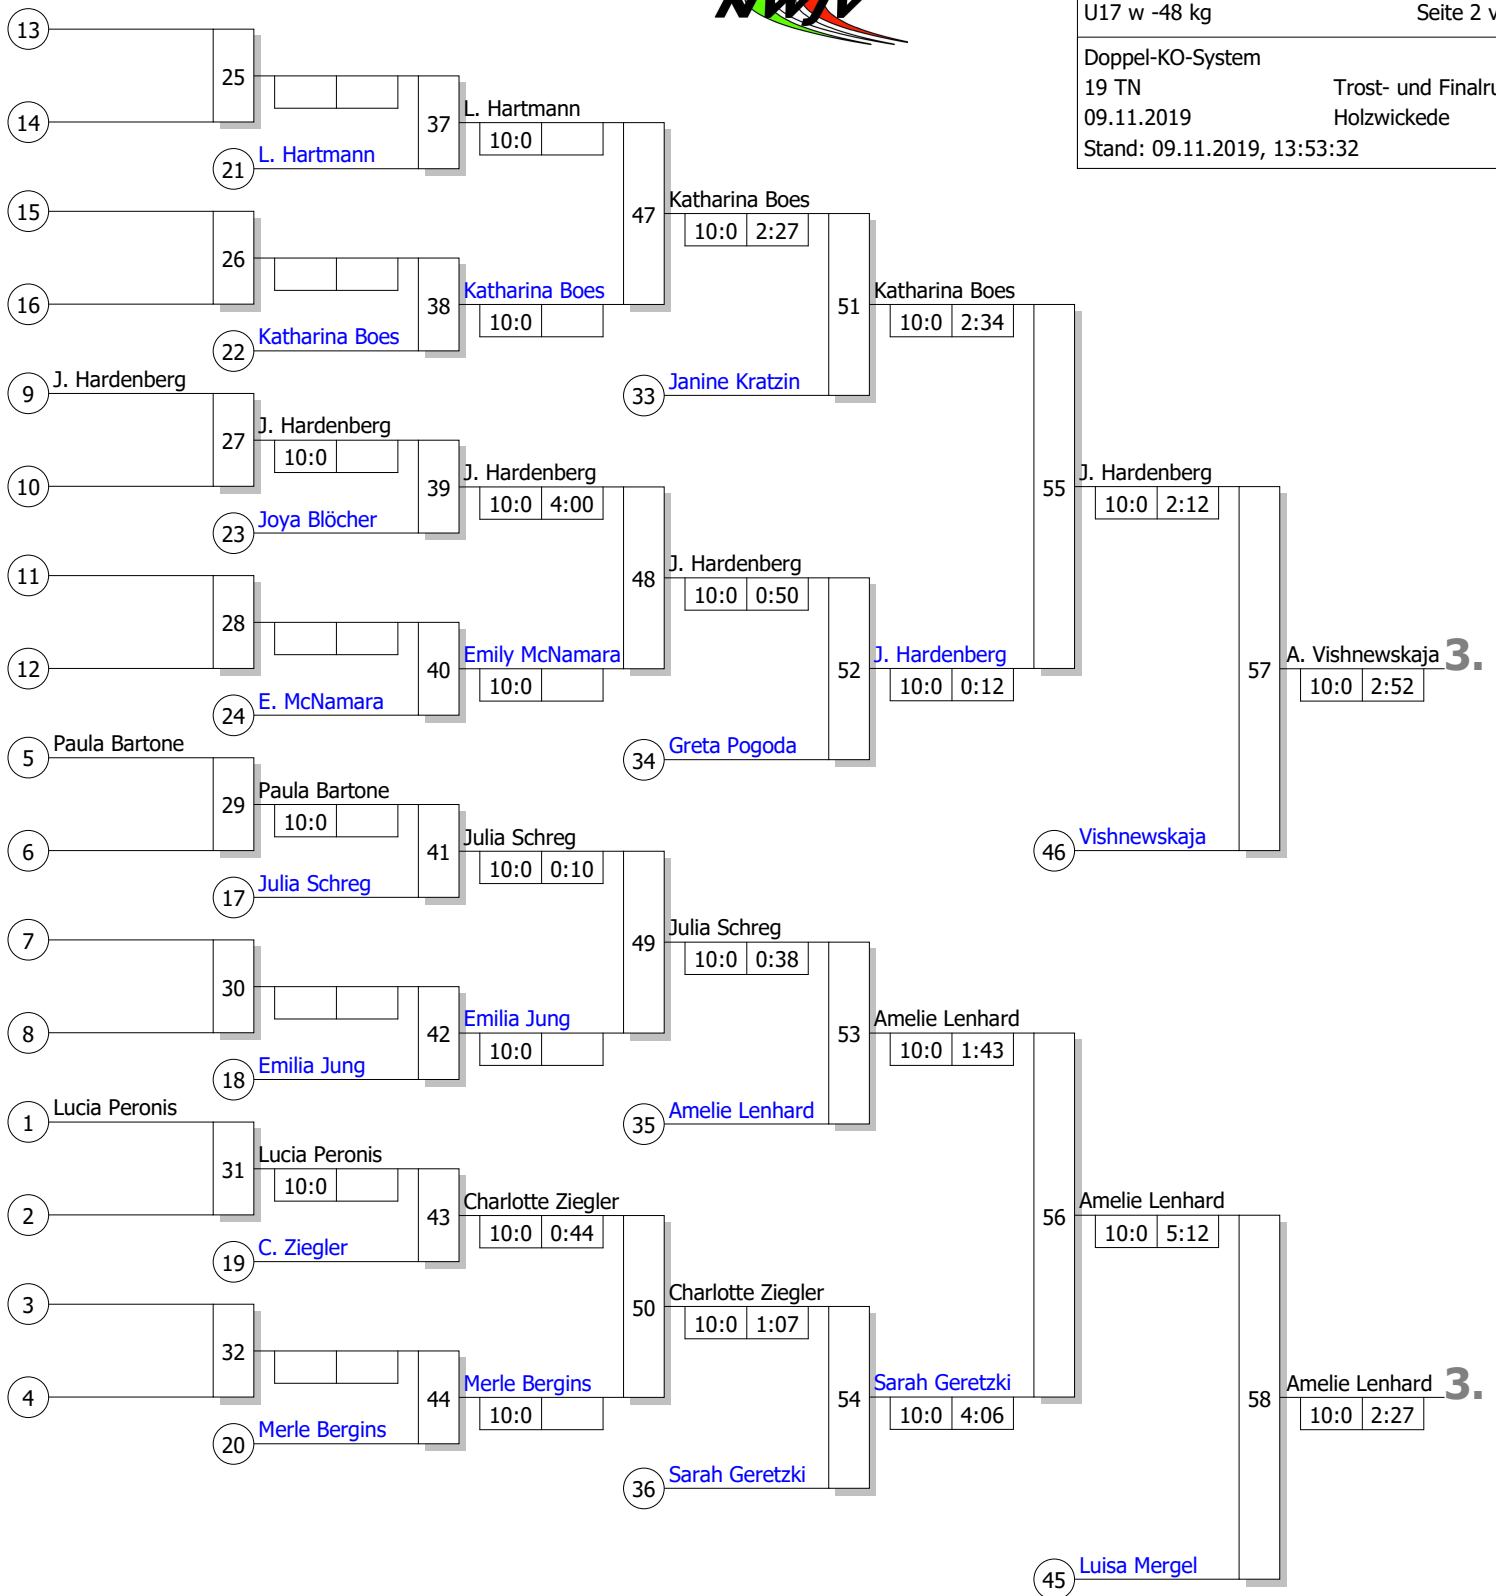 NWJV
U17 w -48 kg Seite 2 v
Doppel-KO-System
19 TN Trost- und Finalru
09.11.2019 Holzwickede
Stand: 09.11.2019, 13:53:32
13
25
14
37
L. Hartmann
10:0
21
L. Hartmann
15
47
Katharina Boes
10:0 2:27
26
16
38
Katharina Boes
10:0
22
Katharina Boes
51
Katharina Boes
10:0 2:34
9
J. Hardenberg
33
Janine Kratzin
27
J. Hardenberg
10:0
10
39
J. Hardenberg
10:0 4:00
55
J. Hardenberg
10:0 2:12
23
Joya Blöcher
11
48
J. Hardenberg
10:0 0:50
28
12
40
Emily McNamara
10:0
52
J. Hardenberg
10:0 0:12
57
A. Vishnewskaja 3.
10:0 2:52
24
E. McNamara
5
Paula Bartone
34
Greta Pogoda
29
Paula Bartone
10:0
6
41
Julia Schreg
10:0 0:10
46
Vishnewskaja
17
Julia Schreg
7
49
Julia Schreg
10:0 0:38
30
8
42
Emilia Jung
10:0
53
Amelie Lenhard
10:0 1:43
18
Emilia Jung
1
Lucia Peronis
35
Amelie Lenhard
31
Lucia Peronis
10:0
2
43
Charlotte Ziegler
10:0 0:44
56
Amelie Lenhard
10:0 5:12
19
C. Ziegler
3
50
Charlotte Ziegler
10:0 1:07
32
4
44
Merle Bergins
10:0
54
Sarah Geretzki
10:0 4:06
58
Amelie Lenhard 3.
10:0 2:27
20
Merle Bergins
36
Sarah Geretzki
45
Luisa Mergel